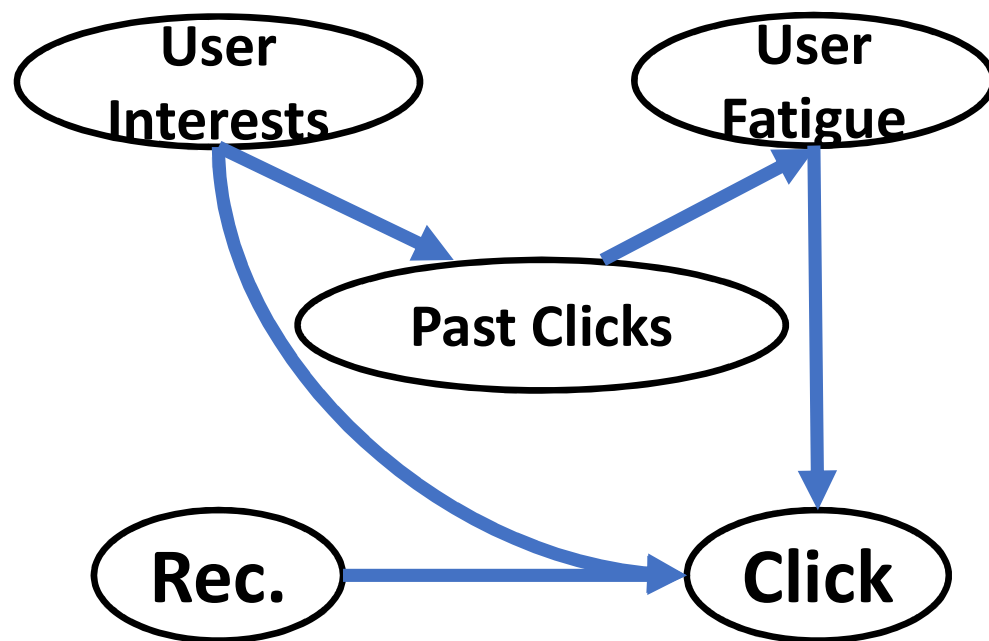 User
Interests
User
Fatigue
Past Clicks
Rec.
Click